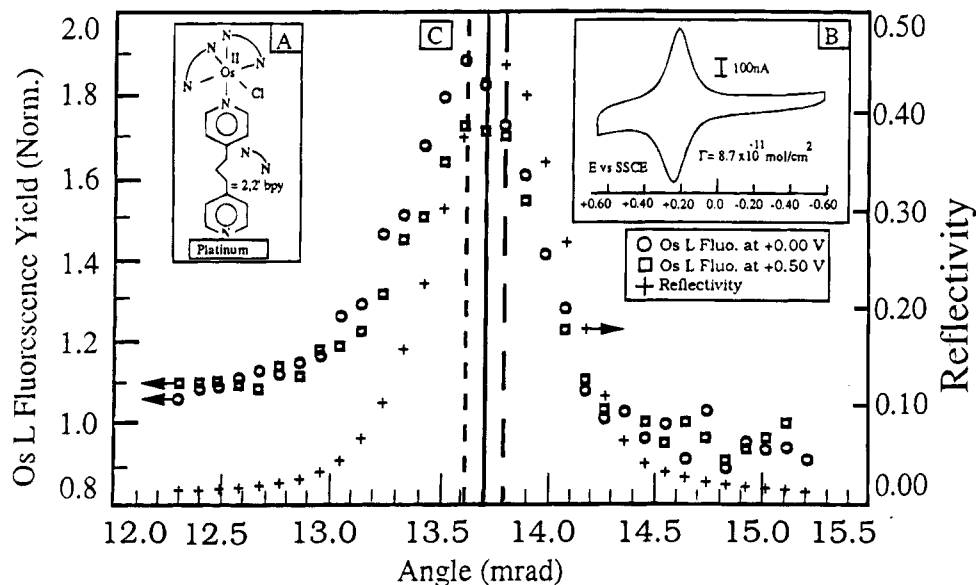 Os L Fluorescence Yield (Norm.)
2.0
1.8
1.6
1.4
1.2
1.0
0.8
A
N
N
N
N
II
Os
Cl
N
N
N
= 2,2' bpy
N
Platinum
C
B
100nA
E vs SSCE
Γ= 8.7 x10⁻¹¹ mol/cm²
+0.60 +0.40 +0.20 0.0 -0.20 -0.40 -0.60
Os L Fluo. at +0.00 V
Os L Fluo. at +0.50 V
Reflectivity
0.50
0.40
0.30
0.20
0.10
0.00
Reflectivity
12.0 12.5 13.0 13.5 14.0 14.5 15.0 15.5
Angle (mrad)